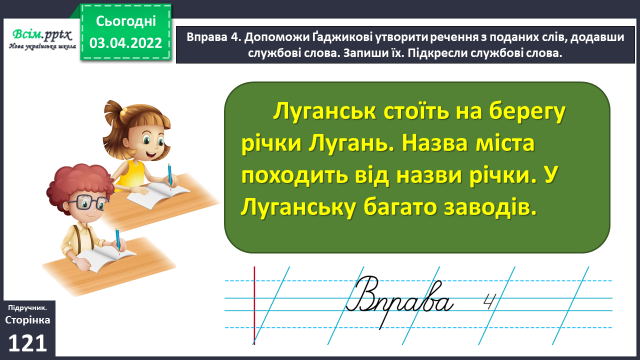 Всім.pptx
Нова українська школа
Сьогодні
03.04.2022
Вправа 4. Допоможи Ґаджикові утворити речення з поданих слів, додавши
службові слова. Запиши їх. Підкресли службові слова.
Луганськ стоїть на берегу
річки Лугань. Назва міста
походить від назви річки. У
Луганську багато заводів.
Вправа 4
Підручник.
Сторінка
121